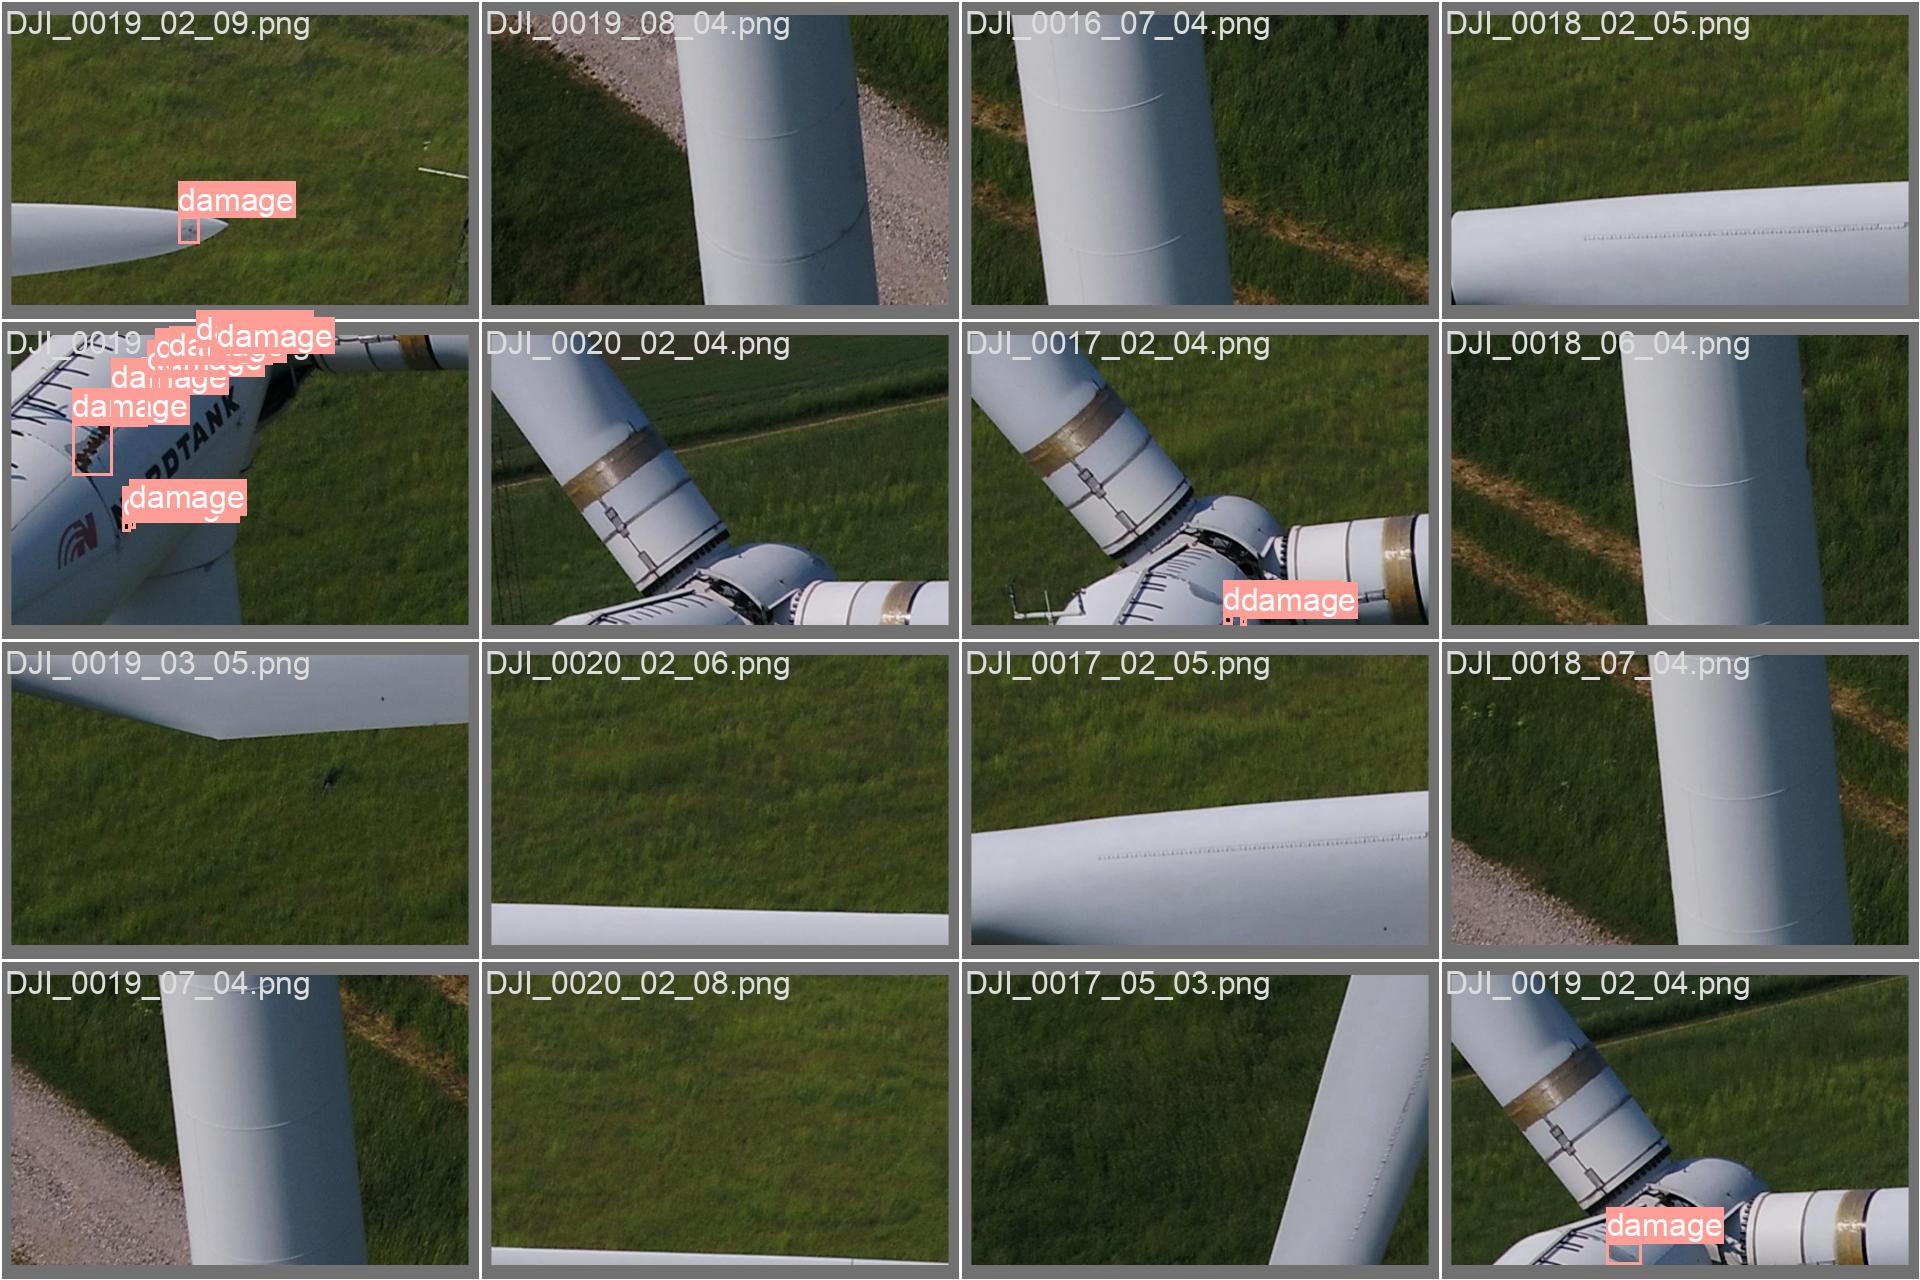 DJI_0019_02_09.png
DJI_0019_08_04.png
DJI_0016_07_04.png
DJI_0018_02_05.png
damage
DJI_0019
damage
damage
damage
damage
NORDTANK
damage
DJI_0020_02_04.png
DJI_0017_02_04.png
ddamage
DJI_0018_06_04.png
DJI_0019_03_05.png
DJI_0020_02_06.png
DJI_0017_02_05.png
DJI_0018_07_04.png
DJI_0019_07_04.png
DJI_0020_02_08.png
DJI_0017_05_03.png
DJI_0019_02_04.png
damage